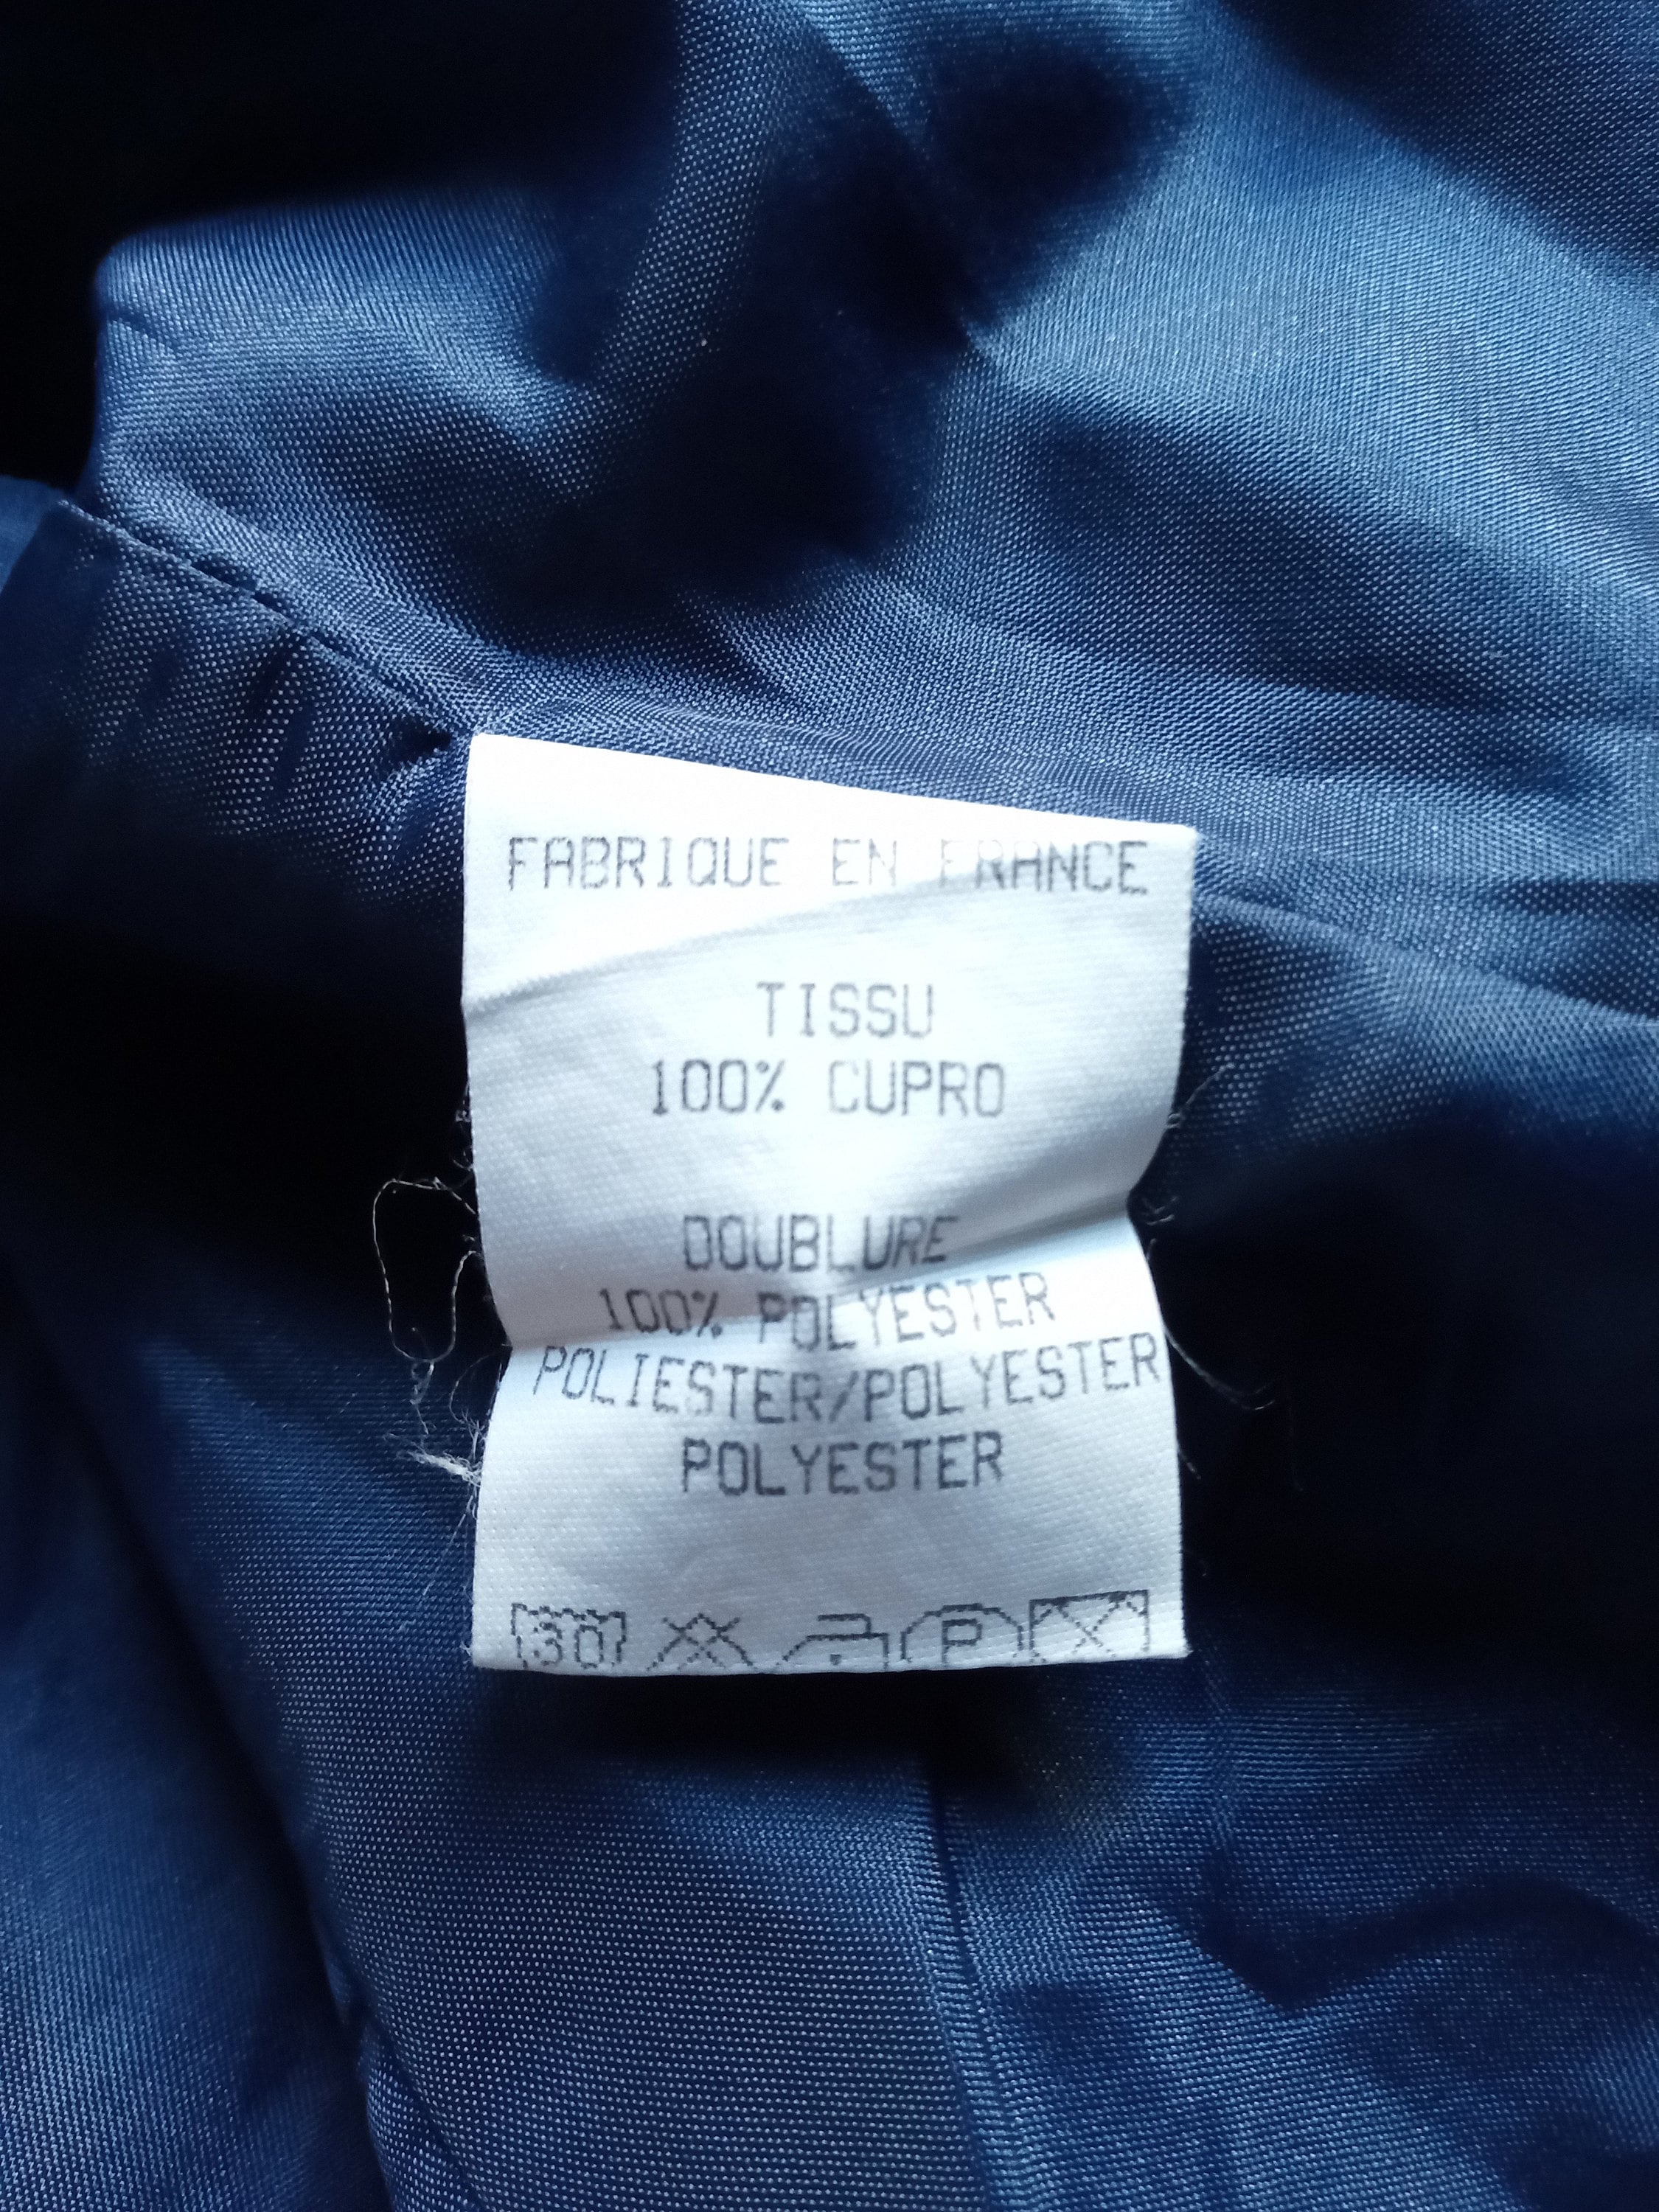 FABRIQUE EN FRANCE
TISSU
100% CUPRO
DOUBLURE
100% POLYESTER
POLIESTER/POLYESTER
POLYESTER
30 P